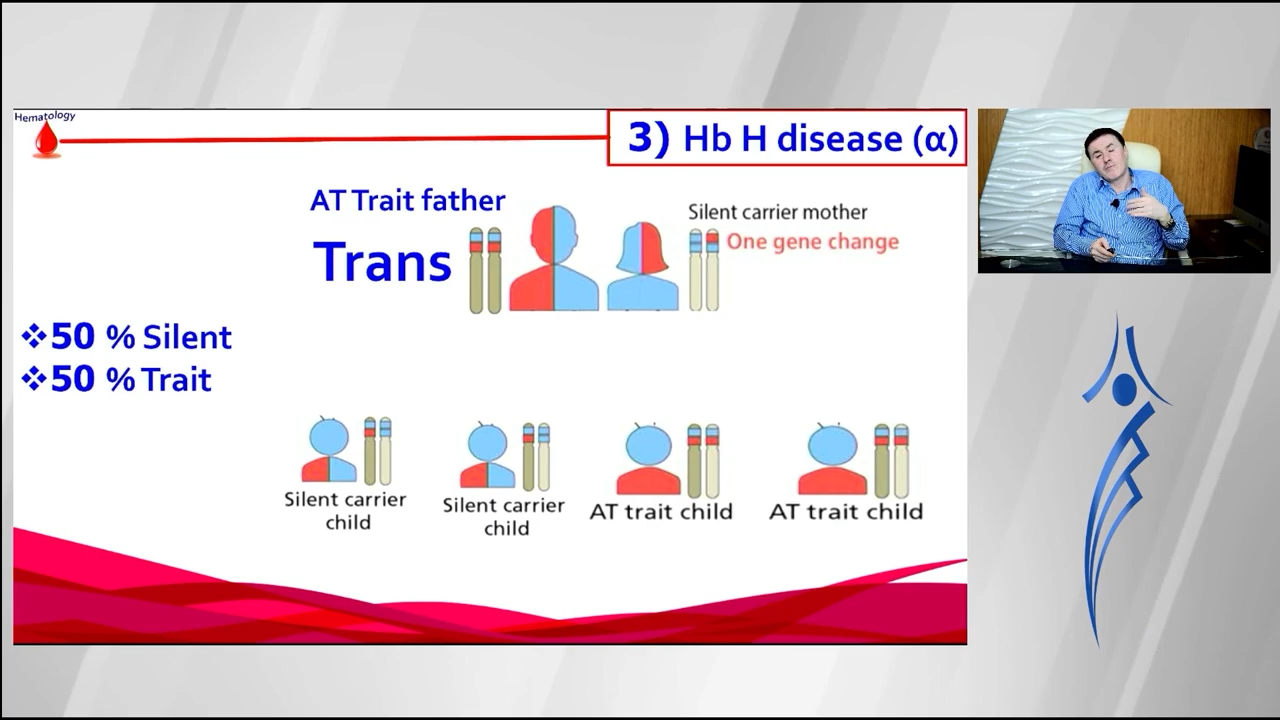 Hematology
3) Hb H disease (α)
AT Trait father
Trans
Silent carrier mother
One gene change
❖50 % Silent
❖50 % Trait
Silent carrier
child
Silent carrier
child
AT trait child
AT trait child